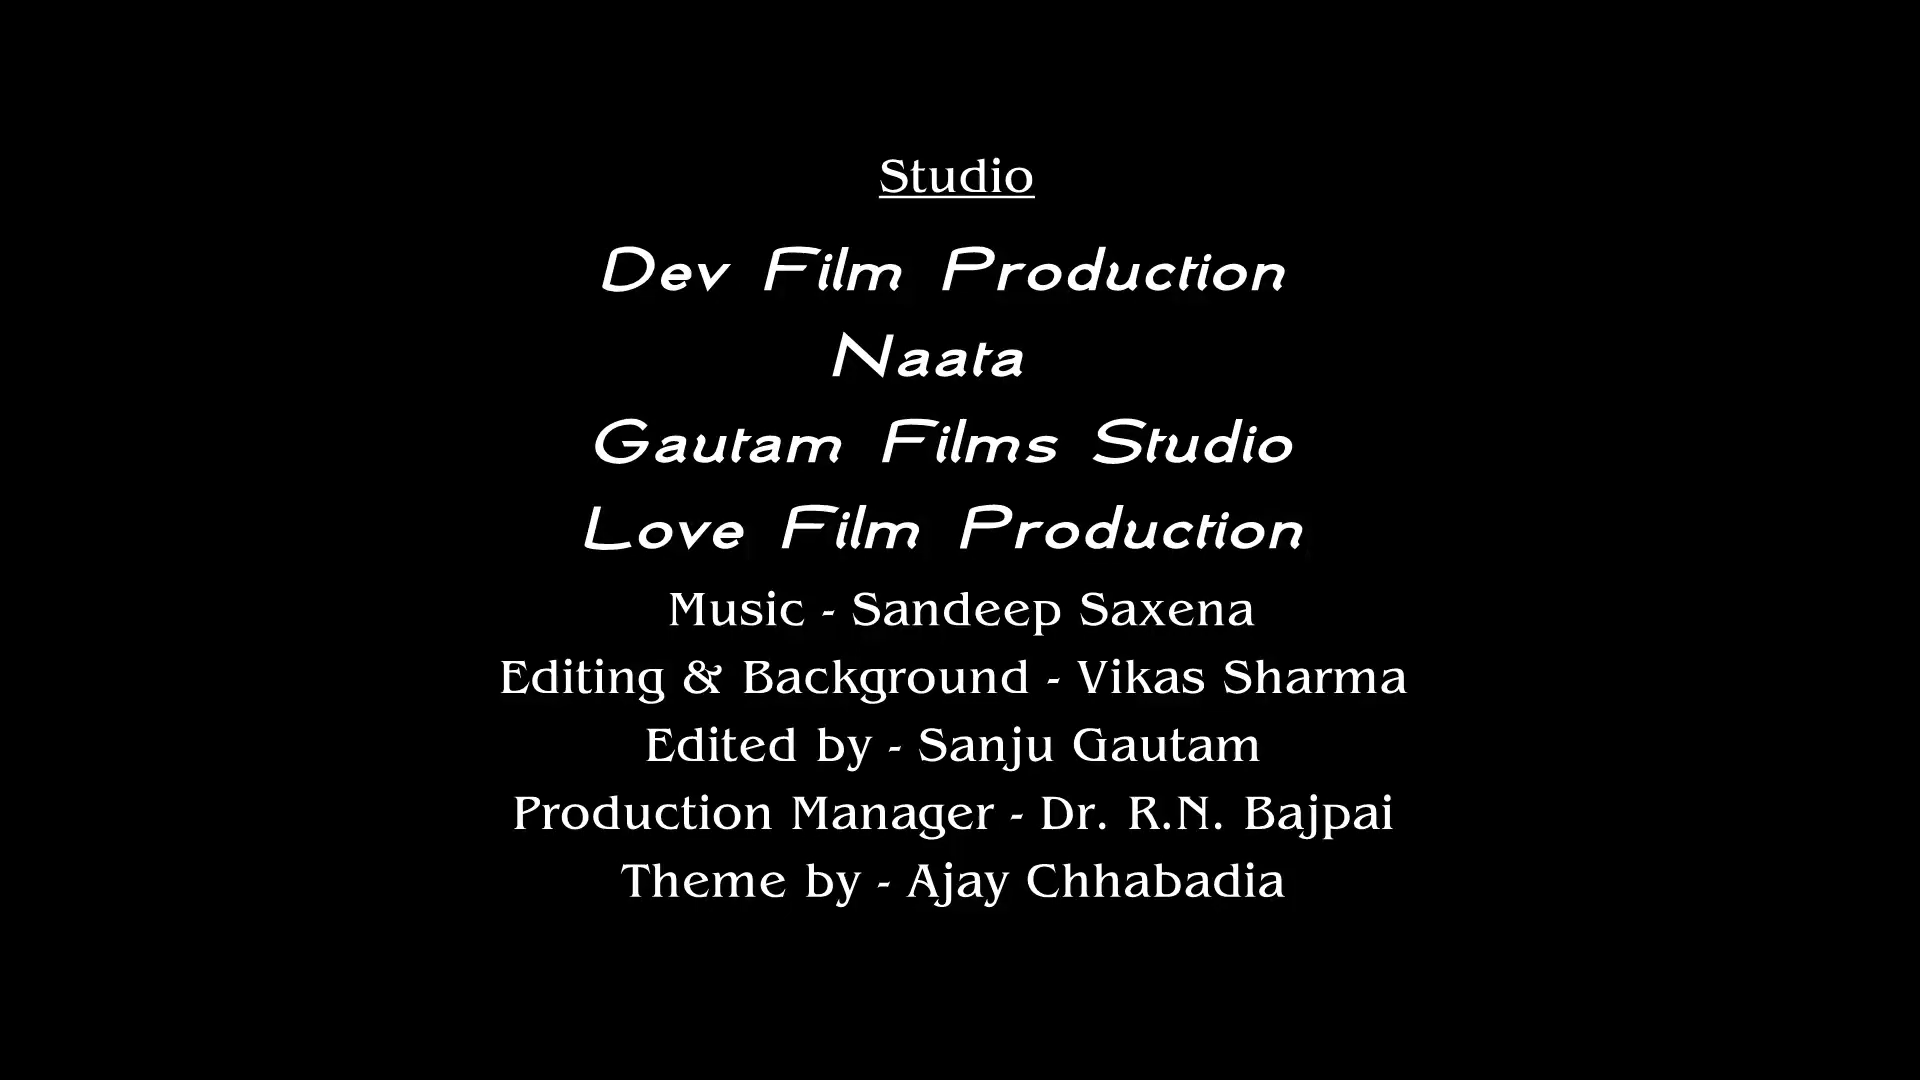 Studio
Dev Film Production
Naata
Gautam Films Studio
Love Film Production
Music - Sandeep Saxena
Editing & Background - Vikas Sharma
Edited by - Sanju Gautam
Production Manager - Dr. R.N. Bajpai
Theme by - Ajay Chhabadia